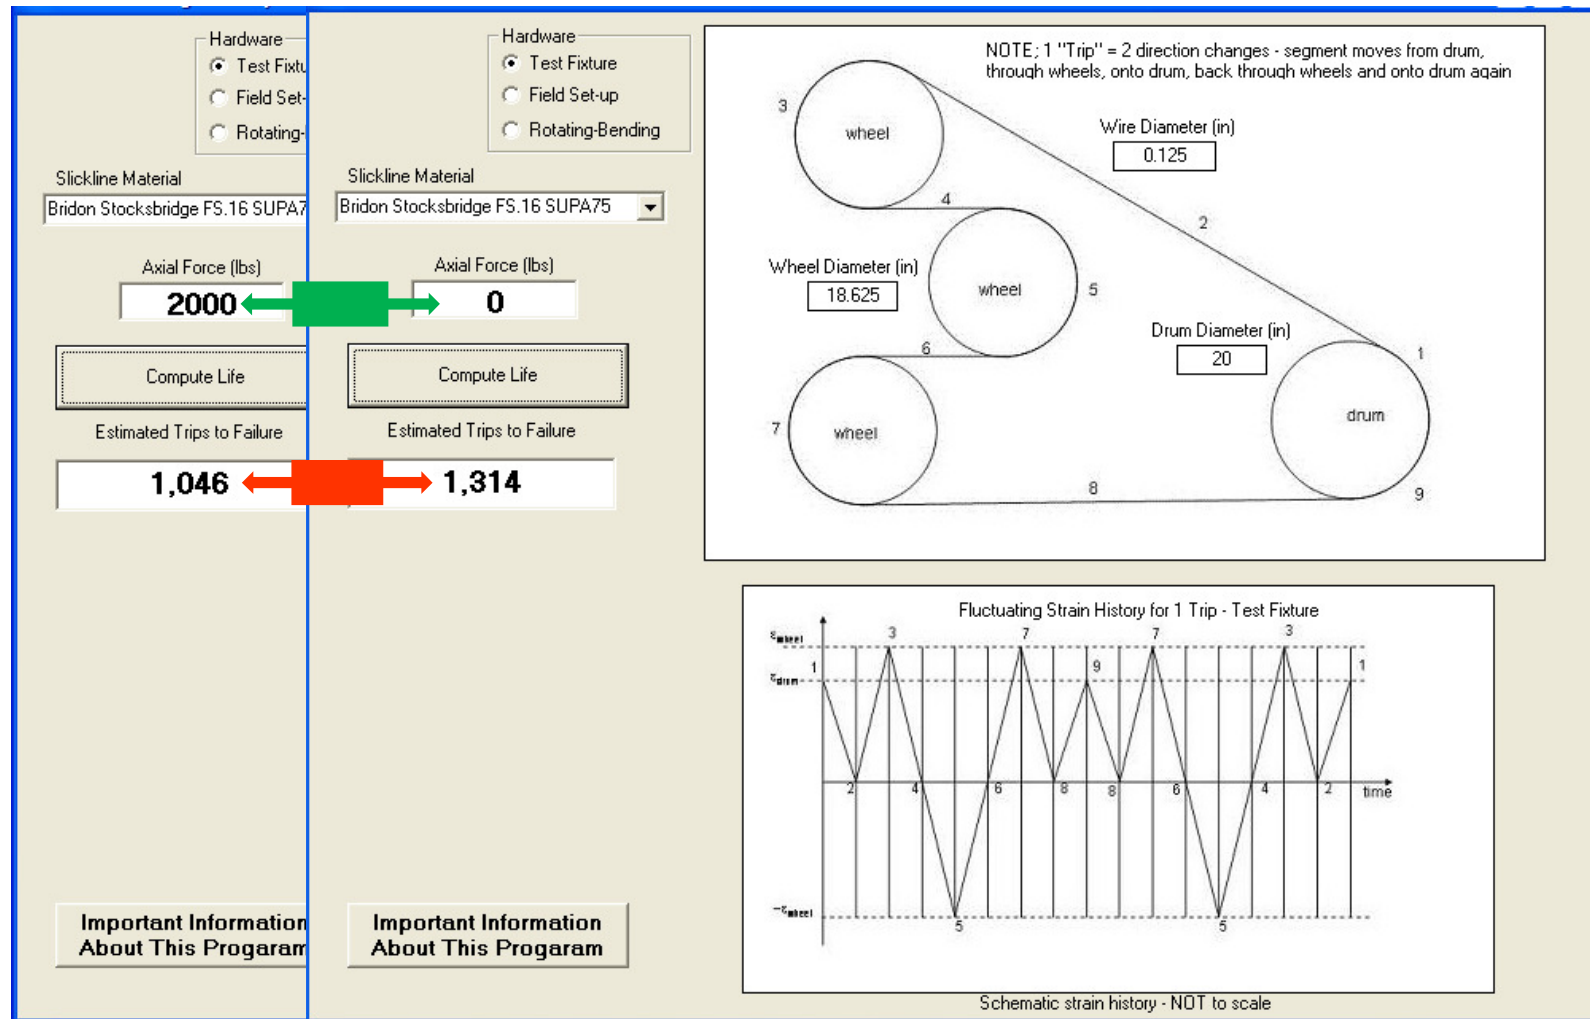 Hardware
Test Fixtu
Field Set-
Rotating-
Slickline Material
Bridon Stocksbridge FS.16 SUPA7
Axial Force (lbs)
2000
Compute Life
Estimated Trips to Failure
1,046
Important Information
About This Prograram
Hardware
Test Fixture
Field Set-up
Rotating-Bending
Slickline Material
Bridon Stocksbridge FS.16 SUPA75
Axial Force (lbs)
0
Compute Life
Estimated Trips to Failure
1,314
Important Information
About This Progaram
NOTE; 1 "Trip" = 2 direction changes - segment moves from drum,
through wheels, onto drum, back through wheels and onto drum again
3
wheel
Wire Diameter (in)
0.125
4
2
Wheel Diameter (in)
18.625
wheel
5
Drum Diameter (in)
20
6
1
7
wheel
drum
8
9
Fluctuating Strain History for 1 Trip - Test Fixture
εwheel
3
7
7
3
1
εdrum
9
1
2
4
6
8
8
6
4
2
time
-εwheel
5
5
Schematic strain history - NOT to scale